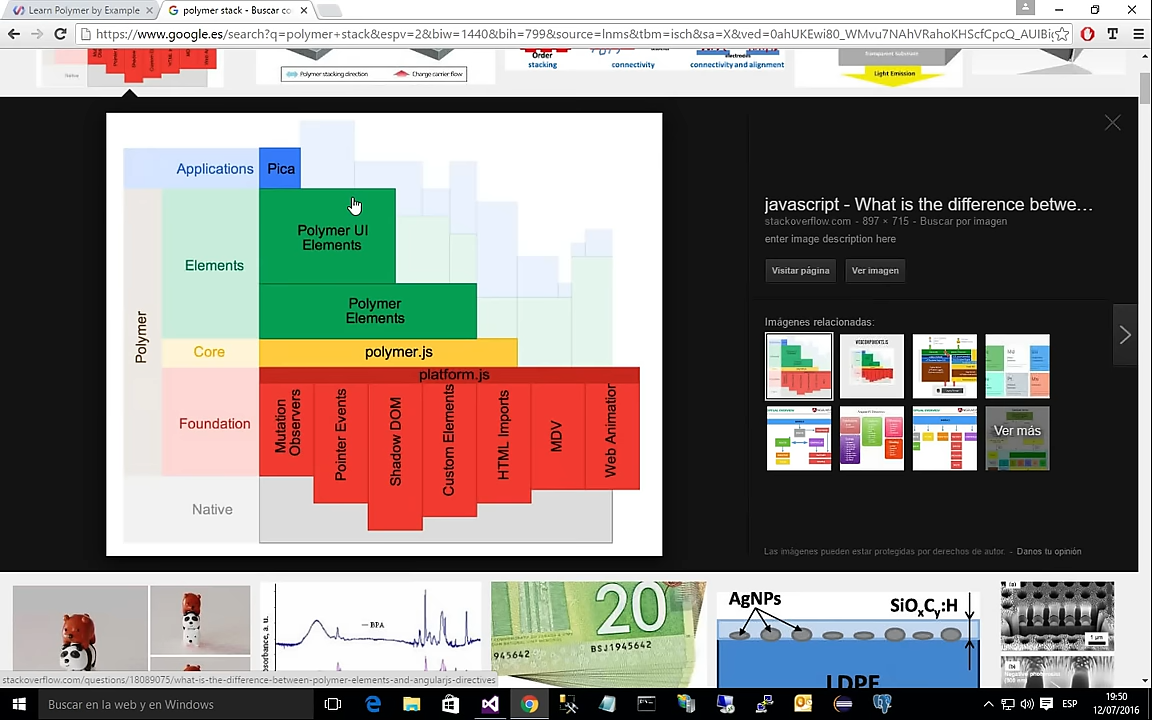 Learn Polymer by Example
polymer stack - Buscar co
https://www.google.es/search?q=polymer+stack&espv=2&biw=1440&bih=799&source=lnms&tbm=isch&sa=X&ved=0ahUKEwi80_WMvu7NAhVRahoKHScfCpcQ_AUIBi
Native
Polymer stacking direction
Charge carrier flow
Order
stacking
connectivity
connectivity and alignment
Light Emission
Applications
Pica
Polymer UI
Elements
Elements
Polymer
Elements
Polymer
Core
polymer.js
platform.js
Foundation
Mutation
Observers
Pointer Events
Shadow DOM
Custom Elements
HTML Imports
MDV
Web Animation
Native
javascript - What is the difference betwe...
stackoverflow.com - 897 × 715 - Buscar por imagen
enter image description here
Visitar página
Ver imagen
Imágenes relacionadas:
Ver más
Las imágenes pueden estar protegidas por derechos de autor. - Danos tu opinión
BPA
20
945642
BSJ1945642
AgNPs
SiOxCy:H
LDPE
1 µm
stackoverflow.com/questions/18089075/what-is-the-difference-between-polymer-elements-and-angularjs-directives
Buscar en la web y en Windows
ESP
19:50
12/07/2016